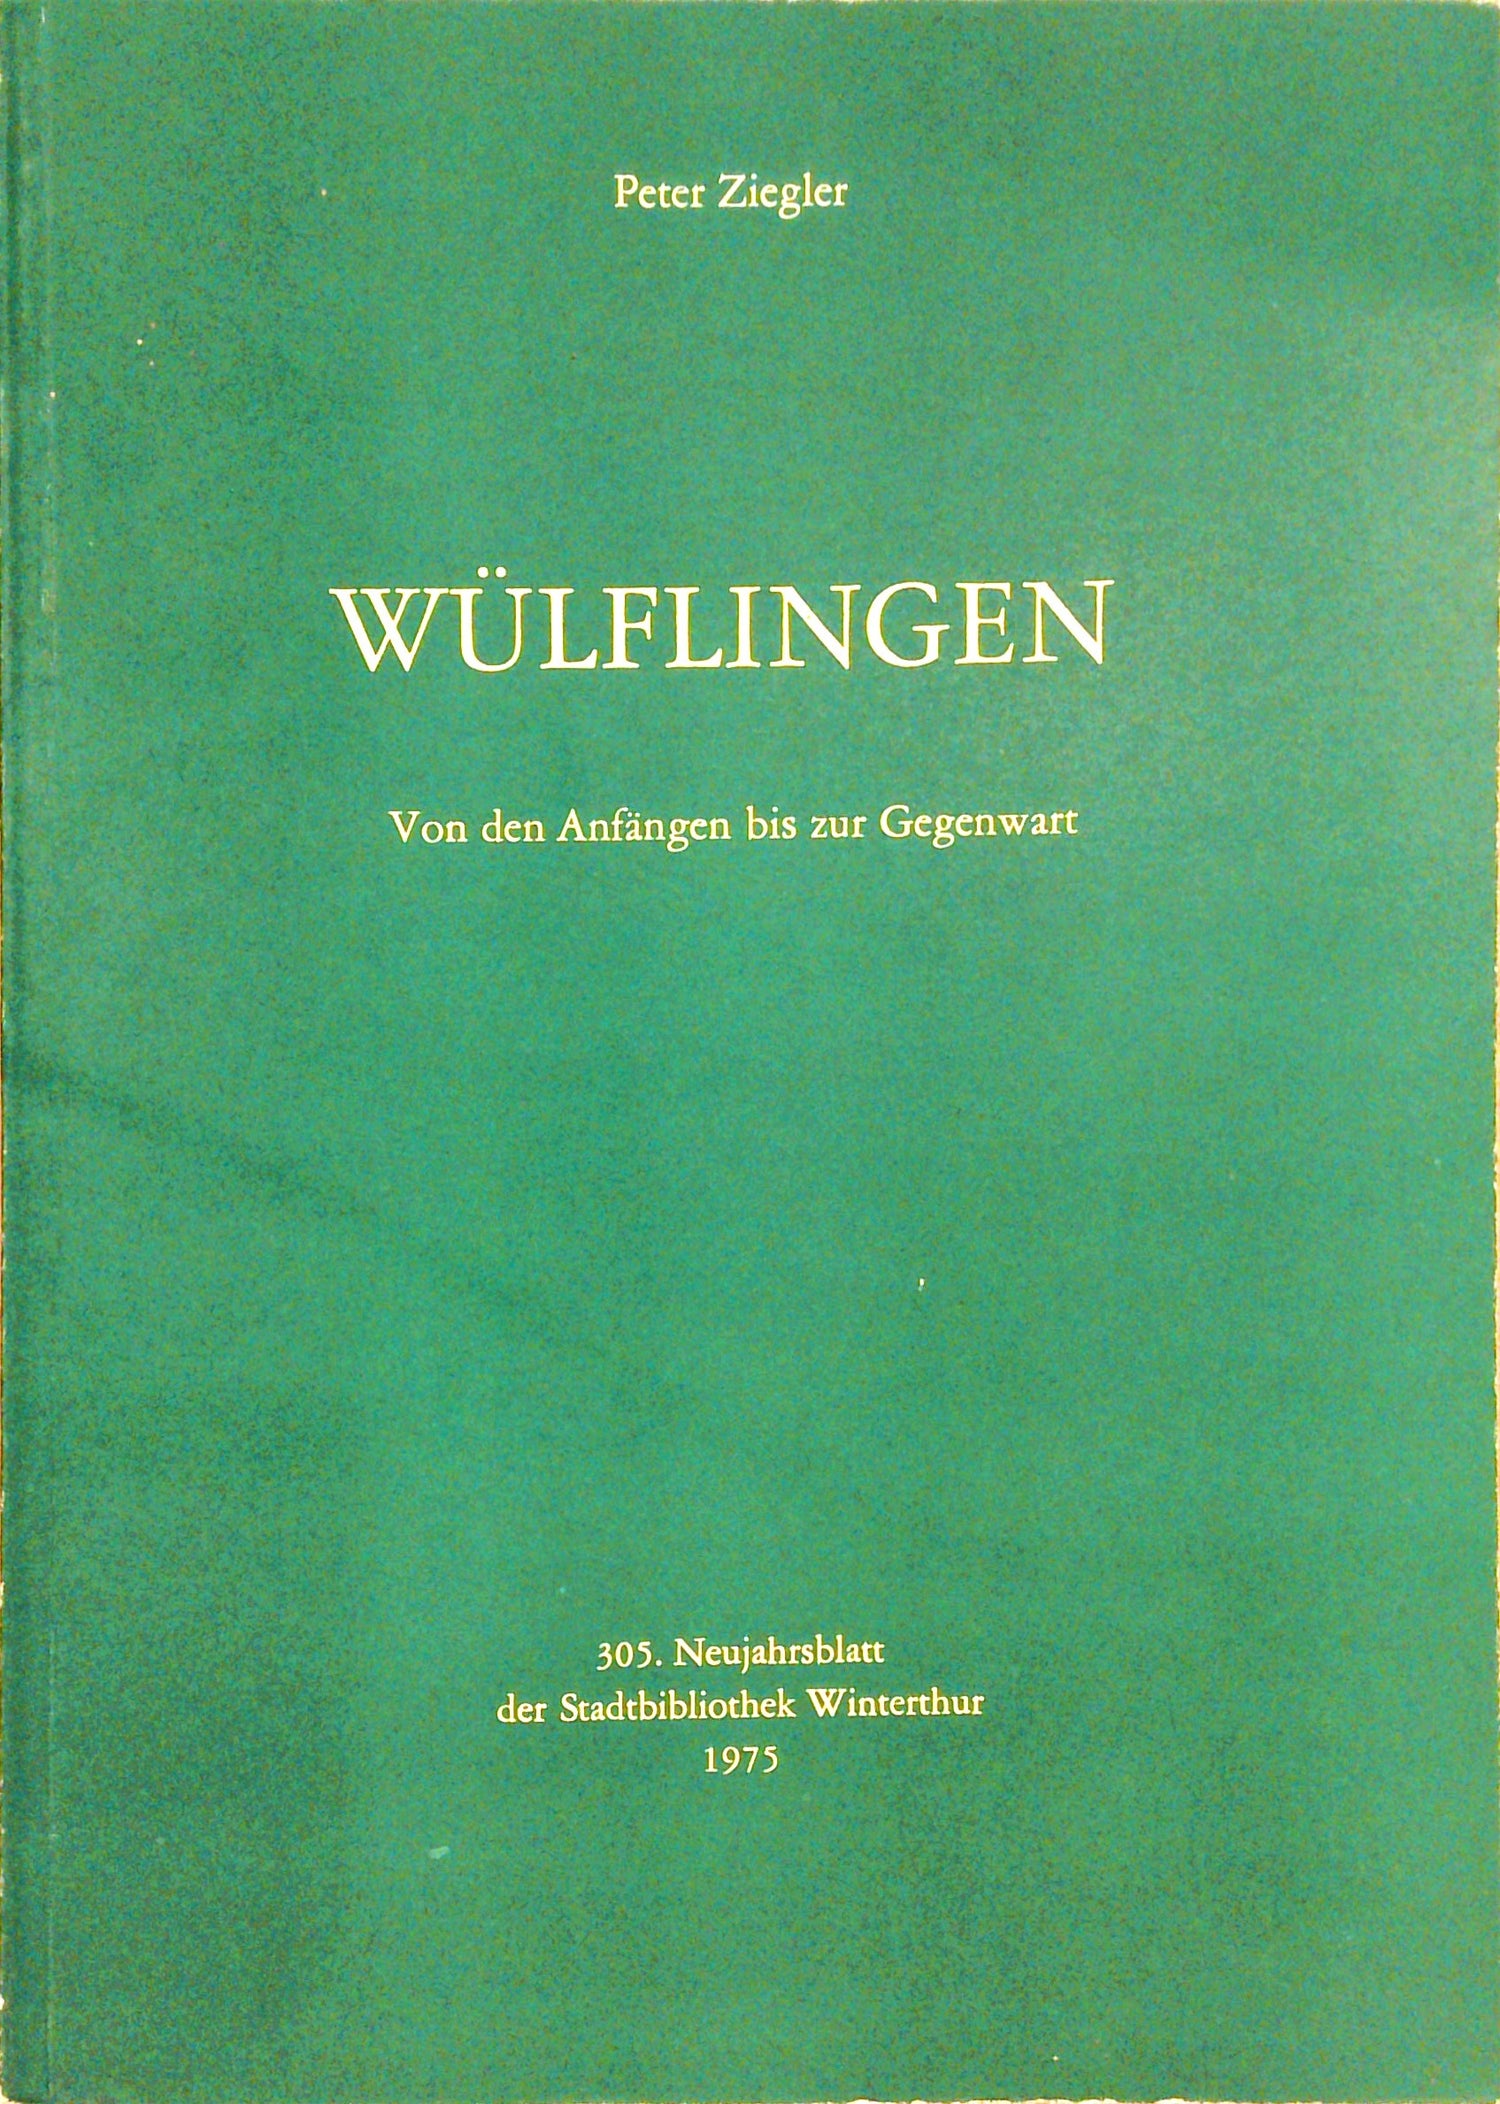 Peter Ziegler
WÜLFLINGEN
Von den Anfängen bis zur Gegenwart
305. Neujahrsblatt
der Stadtbibliothek Winterthur
1975